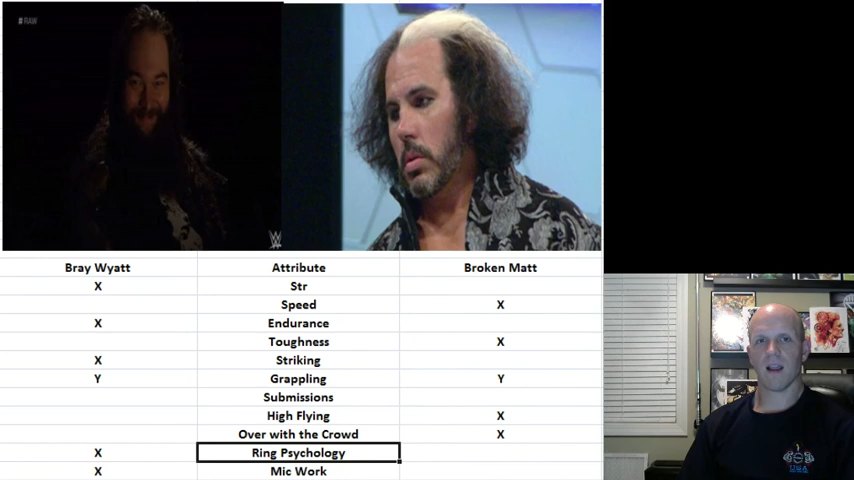 #RAW
W
Bray Wyatt Attribute Broken Matt
X Str
Speed X
X Endurance
Toughness X
X Striking
Y Grappling Y
Submissions
High Flying X
Over with the Crowd X
X Ring Psychology
X Mic Work